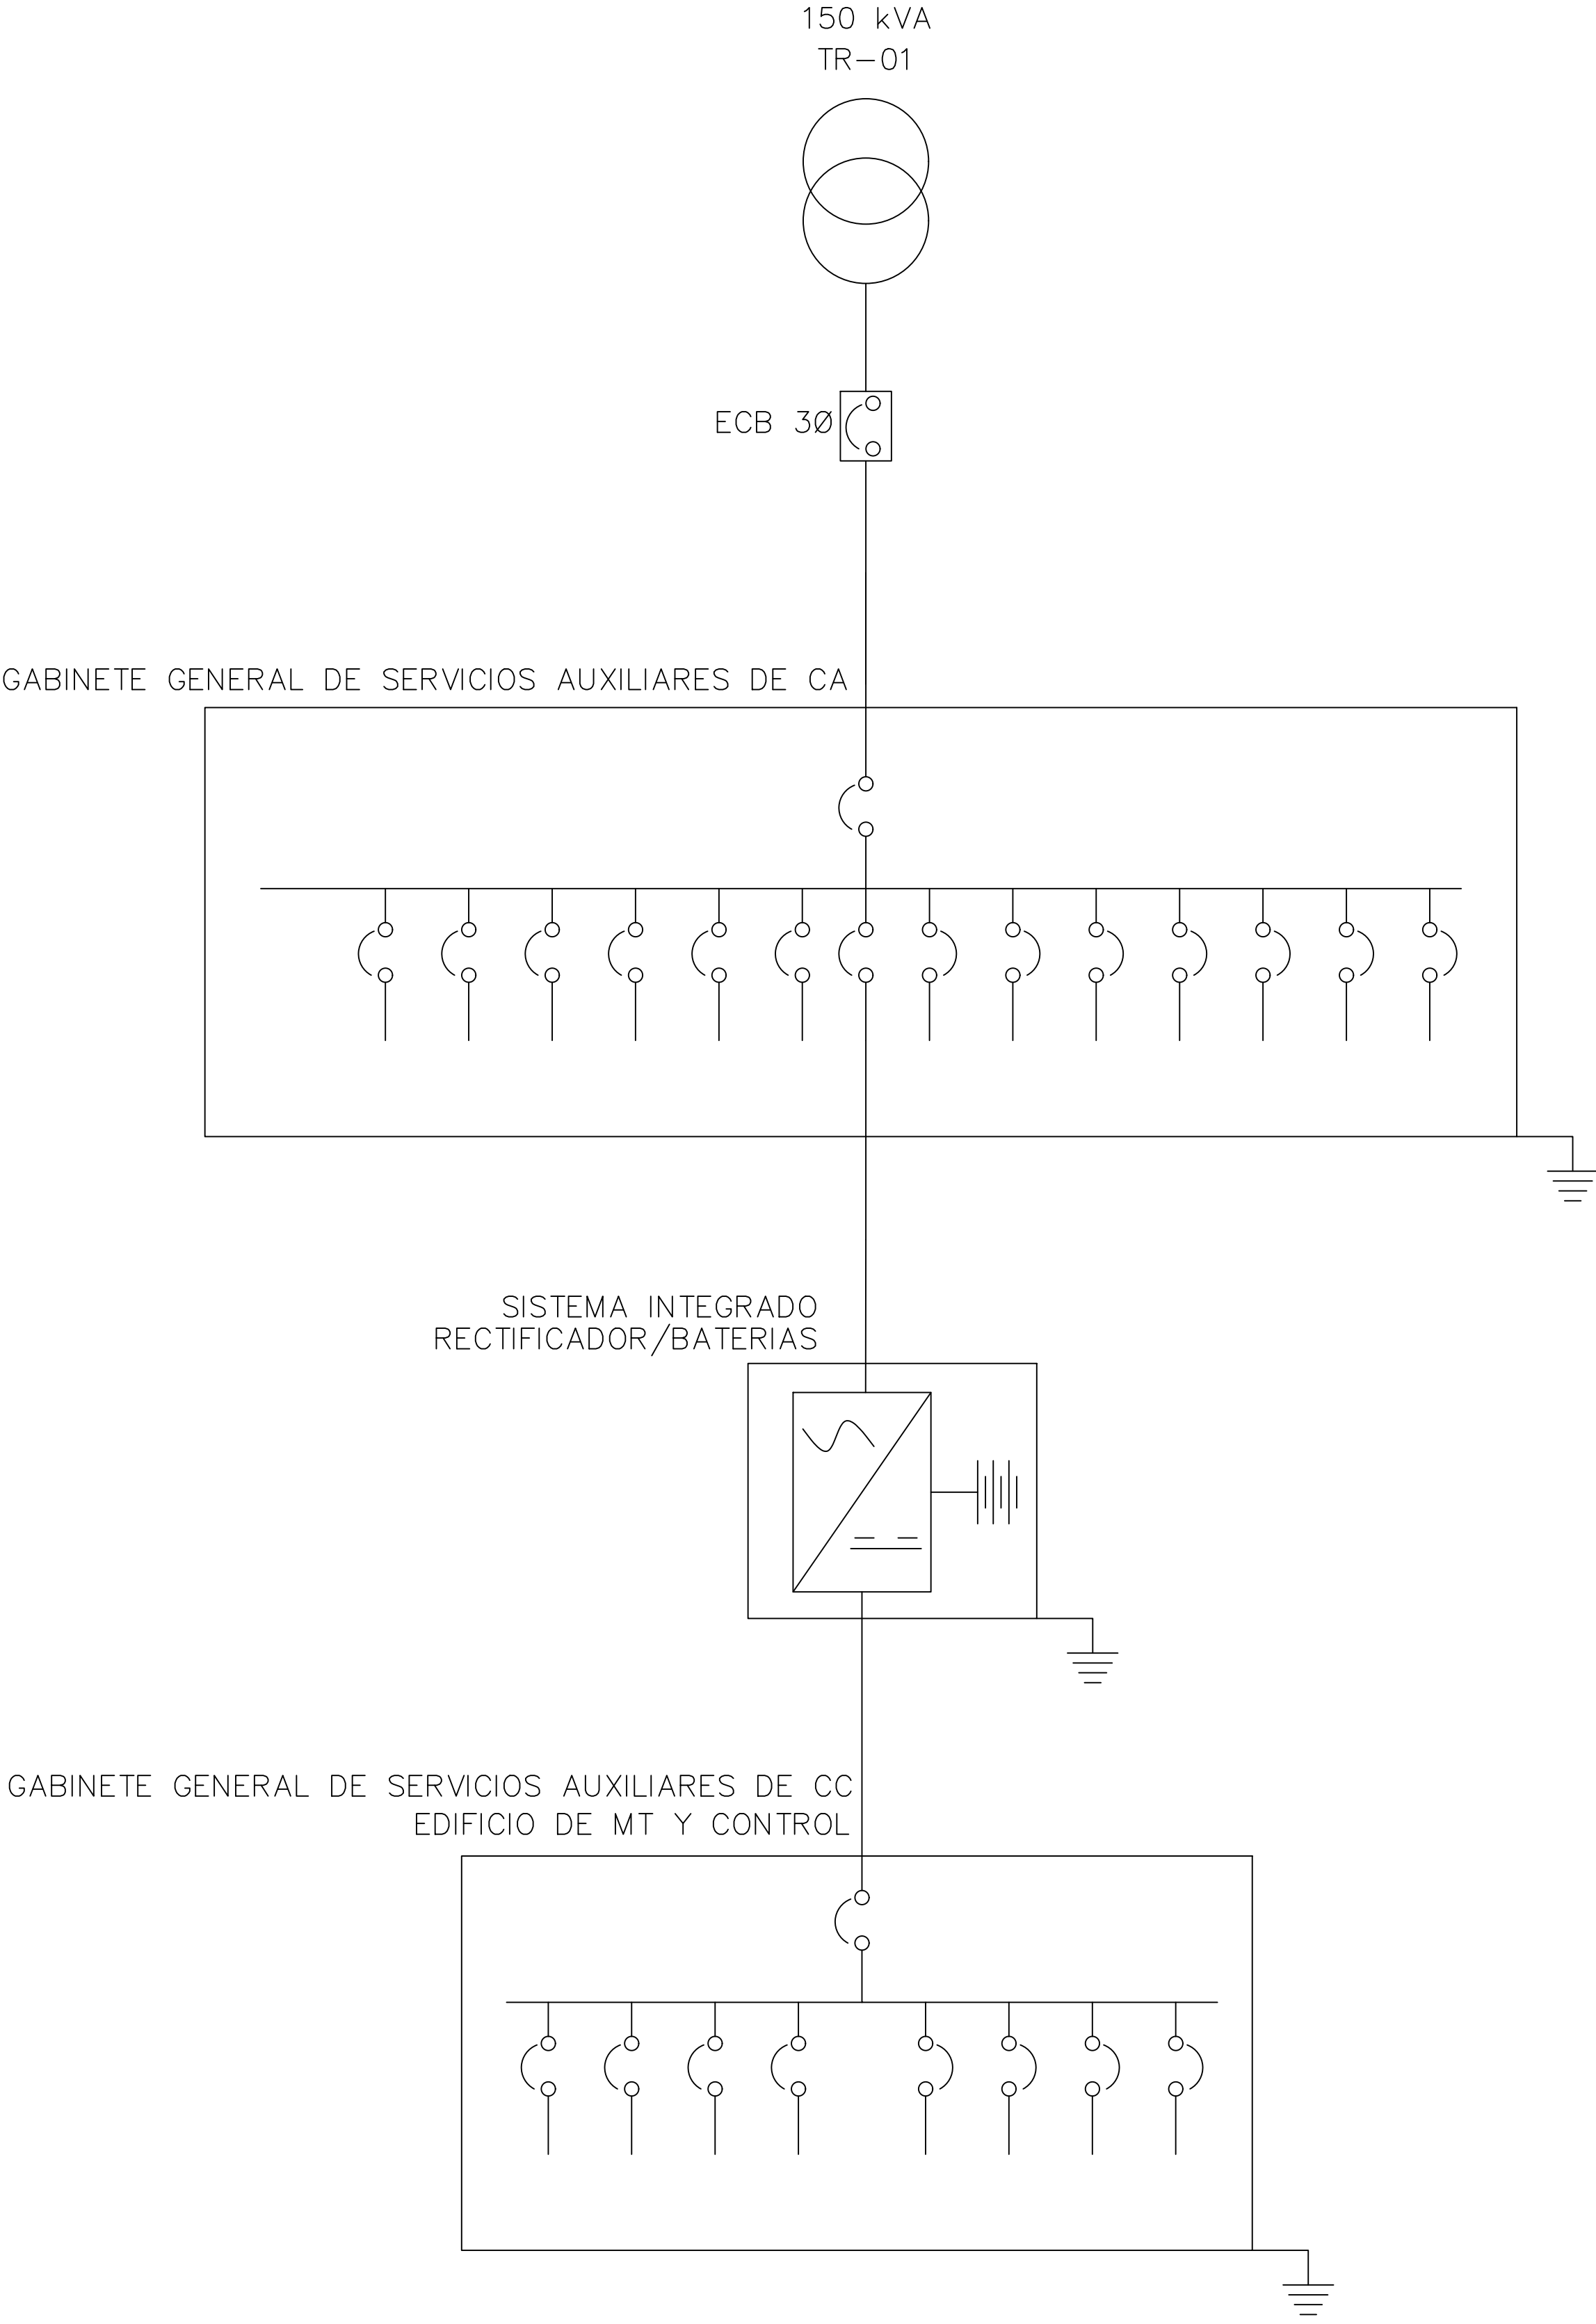 150 kVA
TR-01
ECB 3Ø
GABINETE GENERAL DE SERVICIOS AUXILIARES DE CA
SISTEMA INTEGRADO
RECTIFICADOR/BATERIAS
GABINETE GENERAL DE SERVICIOS AUXILIARES DE CC
EDIFICIO DE MT Y CONTROL